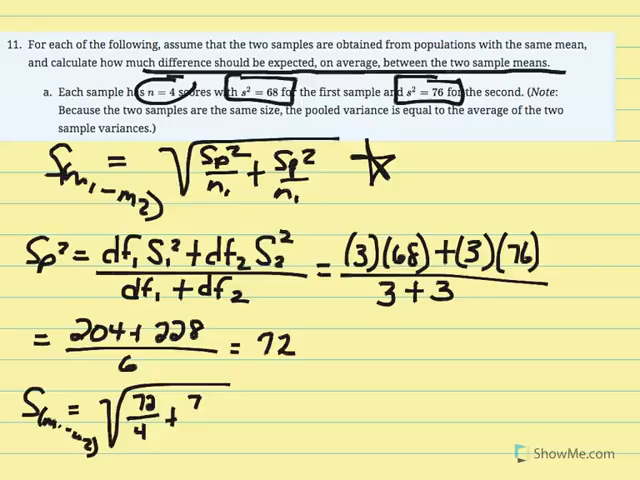 11. For each of the following, assume that the two samples are obtained from populations with the same mean,
and calculate how much difference should be expected, on average, between the two sample means.
a. Each sample has n = 4 scores with s² = 68 for the first sample and s² = 76 for the second. (Note:
Because the two samples are the same size, the pooled variance is equal to the average of the two
sample variances.)
S(m₁ - m₂) = √(Sp²/n₁ + Sp²/n₁)
Sp² = (df₁ S₁² + df₂ S₂²)/(df₁ + df₂) = ((3)(68) + (3)(76))/(3 + 3)
= (204 + 228)/6 = 72
S(m₁ - m₂) = √(72/4 + 7
ShowMe.com